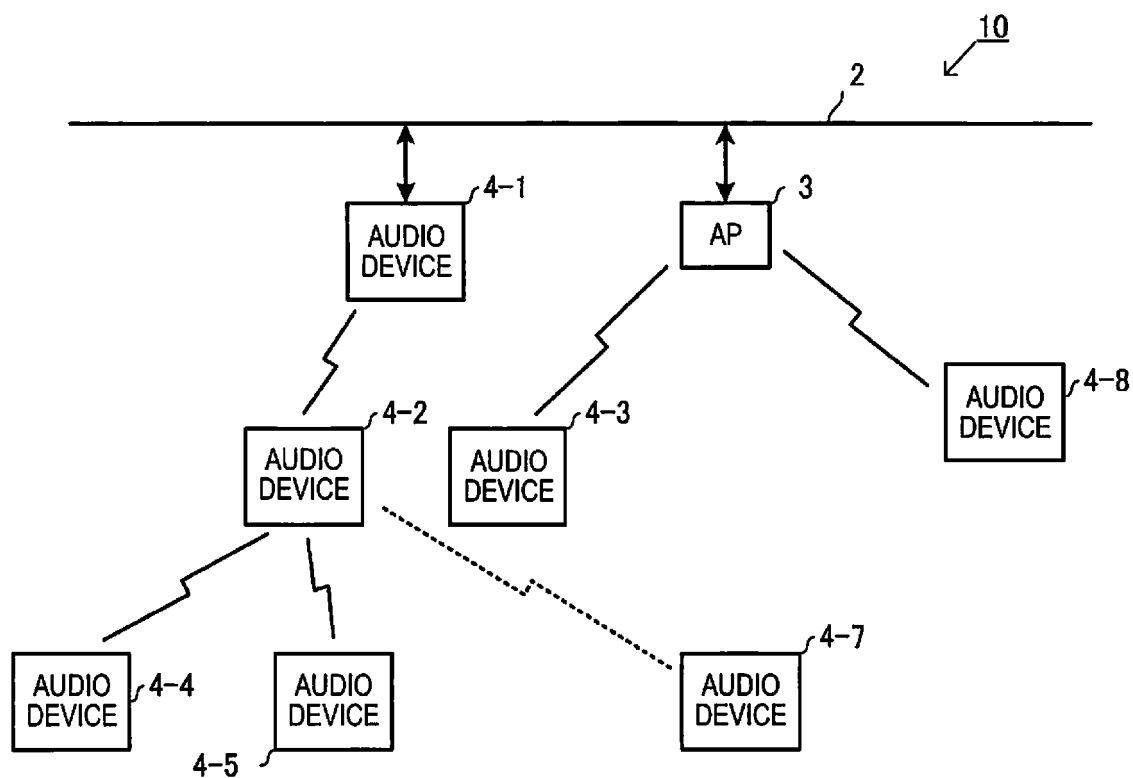 10
2
4-1
AUDIO
DEVICE
3
AP
4-2
AUDIO
DEVICE
4-3
AUDIO
DEVICE
4-8
AUDIO
DEVICE
4-4
AUDIO
DEVICE
4-5
AUDIO
DEVICE
4-7
AUDIO
DEVICE